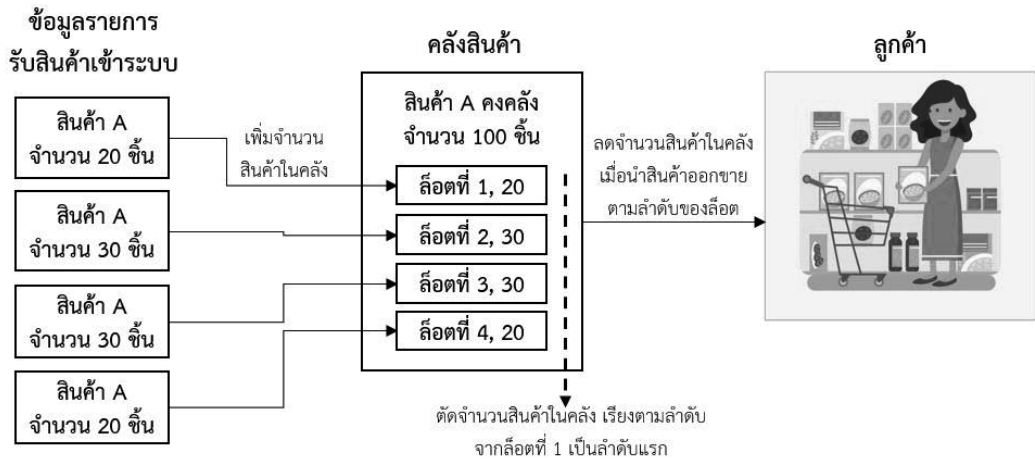 ข้อมูลรายการ
รับสินค้าเข้าระบบ
สินค้า A
จำนวน 20 ชิ้น
สินค้า A
จำนวน 30 ชิ้น
สินค้า A
จำนวน 30 ชิ้น
สินค้า A
จำนวน 20 ชิ้น
เพิ่มจำนวน
สินค้าในคลัง
คลังสินค้า
สินค้า A คงคลัง
จำนวน 100 ชิ้น
ล็อตที่ 1, 20
ล็อตที่ 2, 30
ล็อตที่ 3, 30
ล็อตที่ 4, 20
ตัดจำนวนสินค้าในคลัง เรียงตามลำดับ
จากล็อตที่ 1 เป็นลำดับแรก
ลดจำนวนสินค้าในคลัง
เมื่อนำสินค้าออกขาย
ตามลำดับของล็อต
ลูกค้า